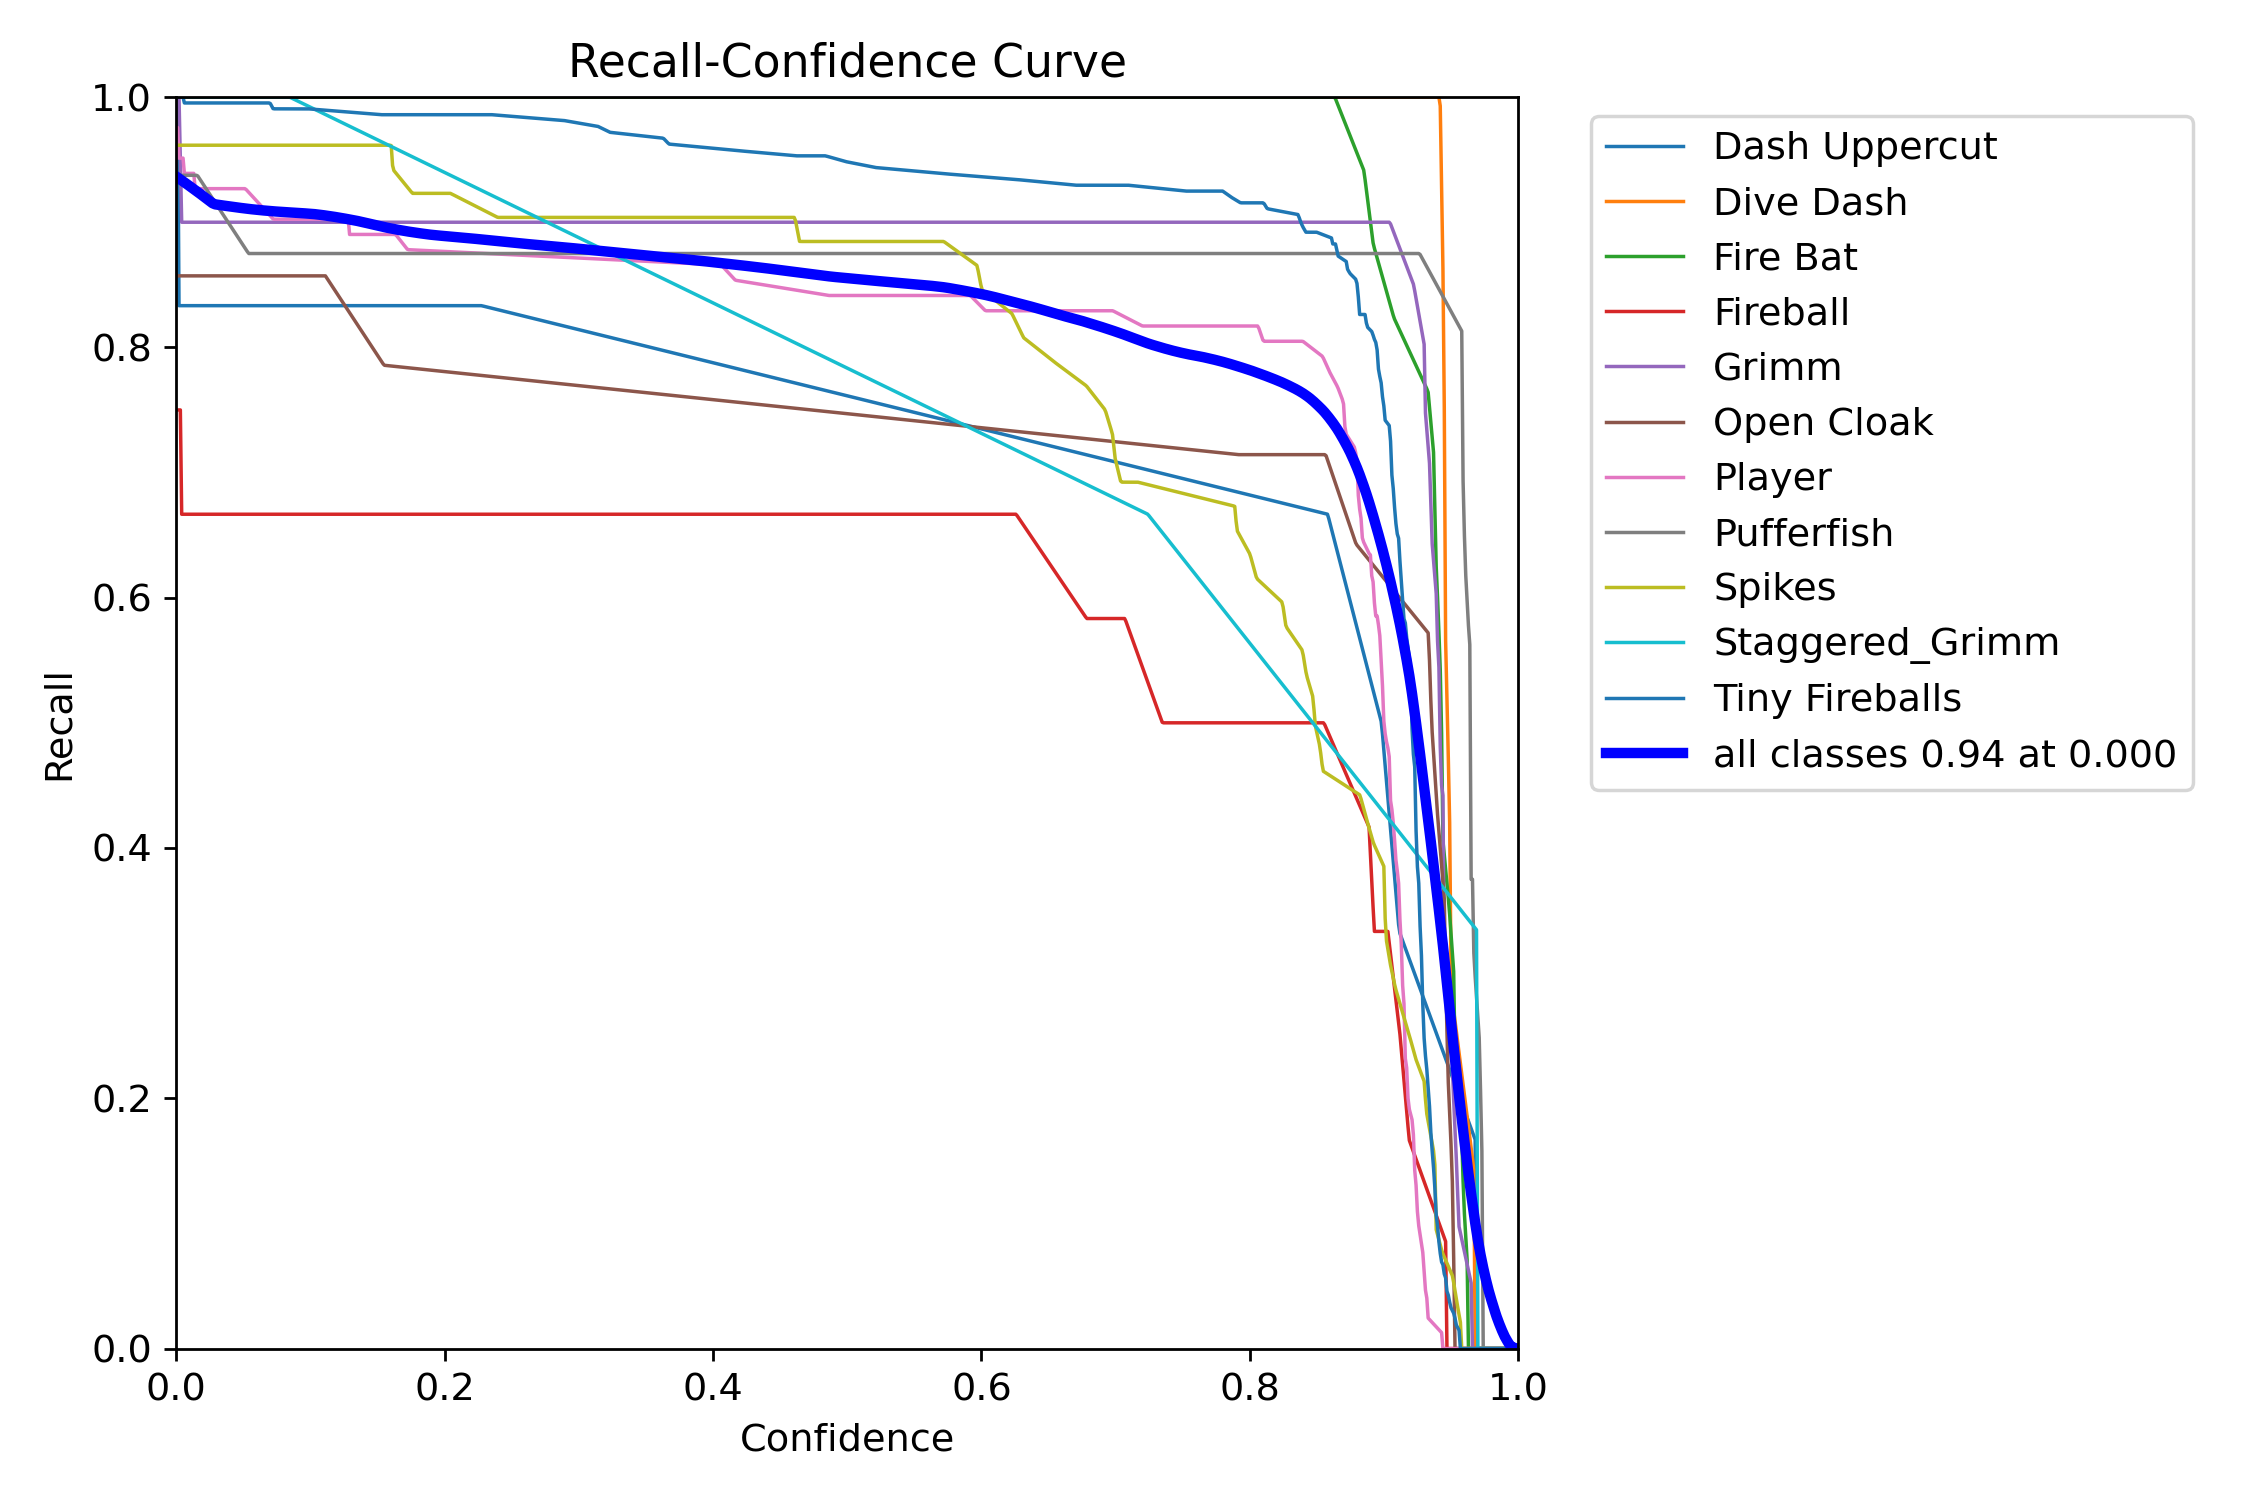 Recall-Confidence Curve
1.0
0.8
0.6
0.4
0.2
0.0
Recall
0.0 0.2 0.4 0.6 0.8 1.0
Confidence
Dash Uppercut
Dive Dash
Fire Bat
Fireball
Grimm
Open Cloak
Player
Pufferfish
Spikes
Staggered_Grimm
Tiny Fireballs
all classes 0.94 at 0.000